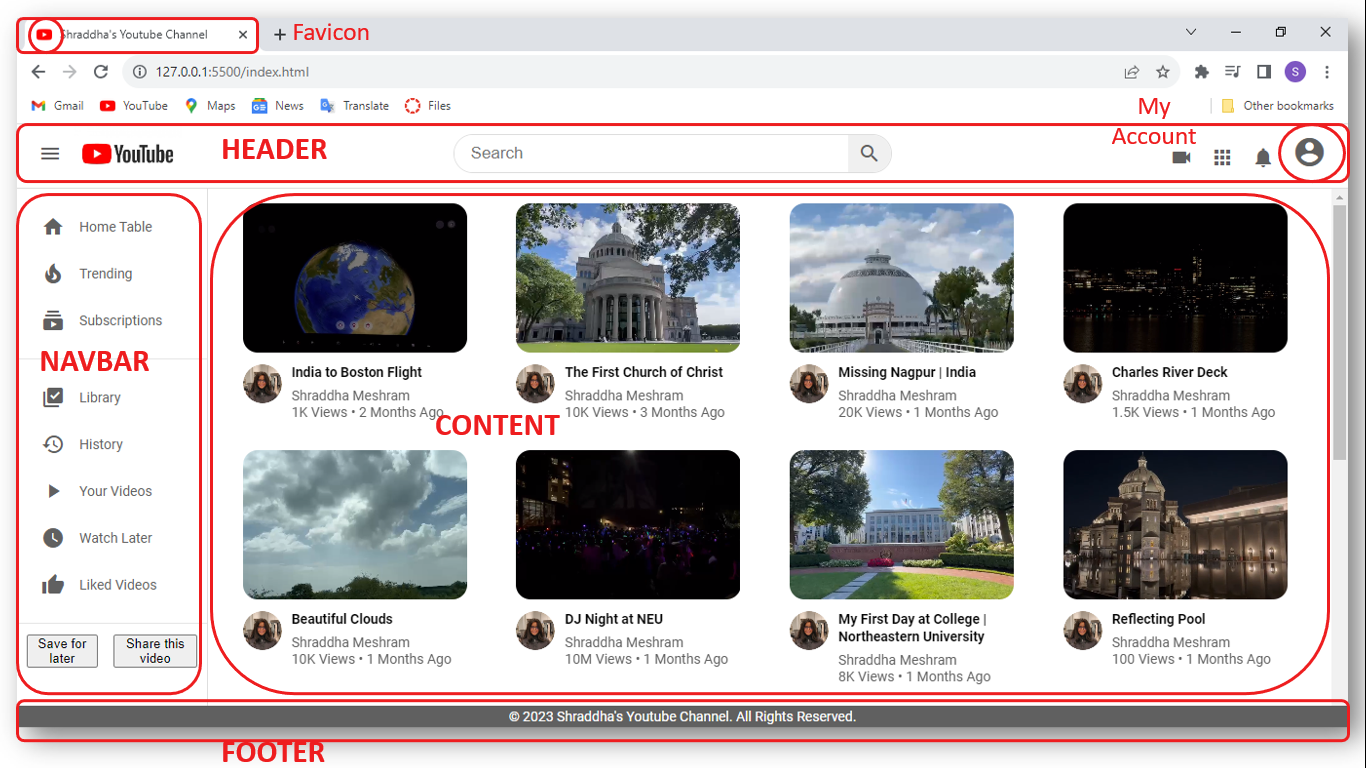 Shraddha's Youtube Channel
Favicon
127.0.0.1:5500/index.html
S
Gmail YouTube Maps News Translate Files Other bookmarks
My
Account
YouTube
HEADER
Search
Home Table
Trending
Subscriptions
NAVBAR
Library
History
Your Videos
Watch Later
Liked Videos
Save for
later
Share this
video
India to Boston Flight
Shraddha Meshram
1K Views • 2 Months Ago
The First Church of Christ
Shraddha Meshram
10K Views • 3 Months Ago
Missing Nagpur | India
Shraddha Meshram
20K Views • 1 Months Ago
Charles River Deck
Shraddha Meshram
1.5K Views • 1 Months Ago
CONTENT
Beautiful Clouds
Shraddha Meshram
10K Views • 1 Months Ago
DJ Night at NEU
Shraddha Meshram
10M Views • 1 Months Ago
My First Day at College |
Northeastern University
Shraddha Meshram
8K Views • 1 Months Ago
Reflecting Pool
Shraddha Meshram
100 Views • 1 Months Ago
© 2023 Shraddha's Youtube Channel. All Rights Reserved.
FOOTER